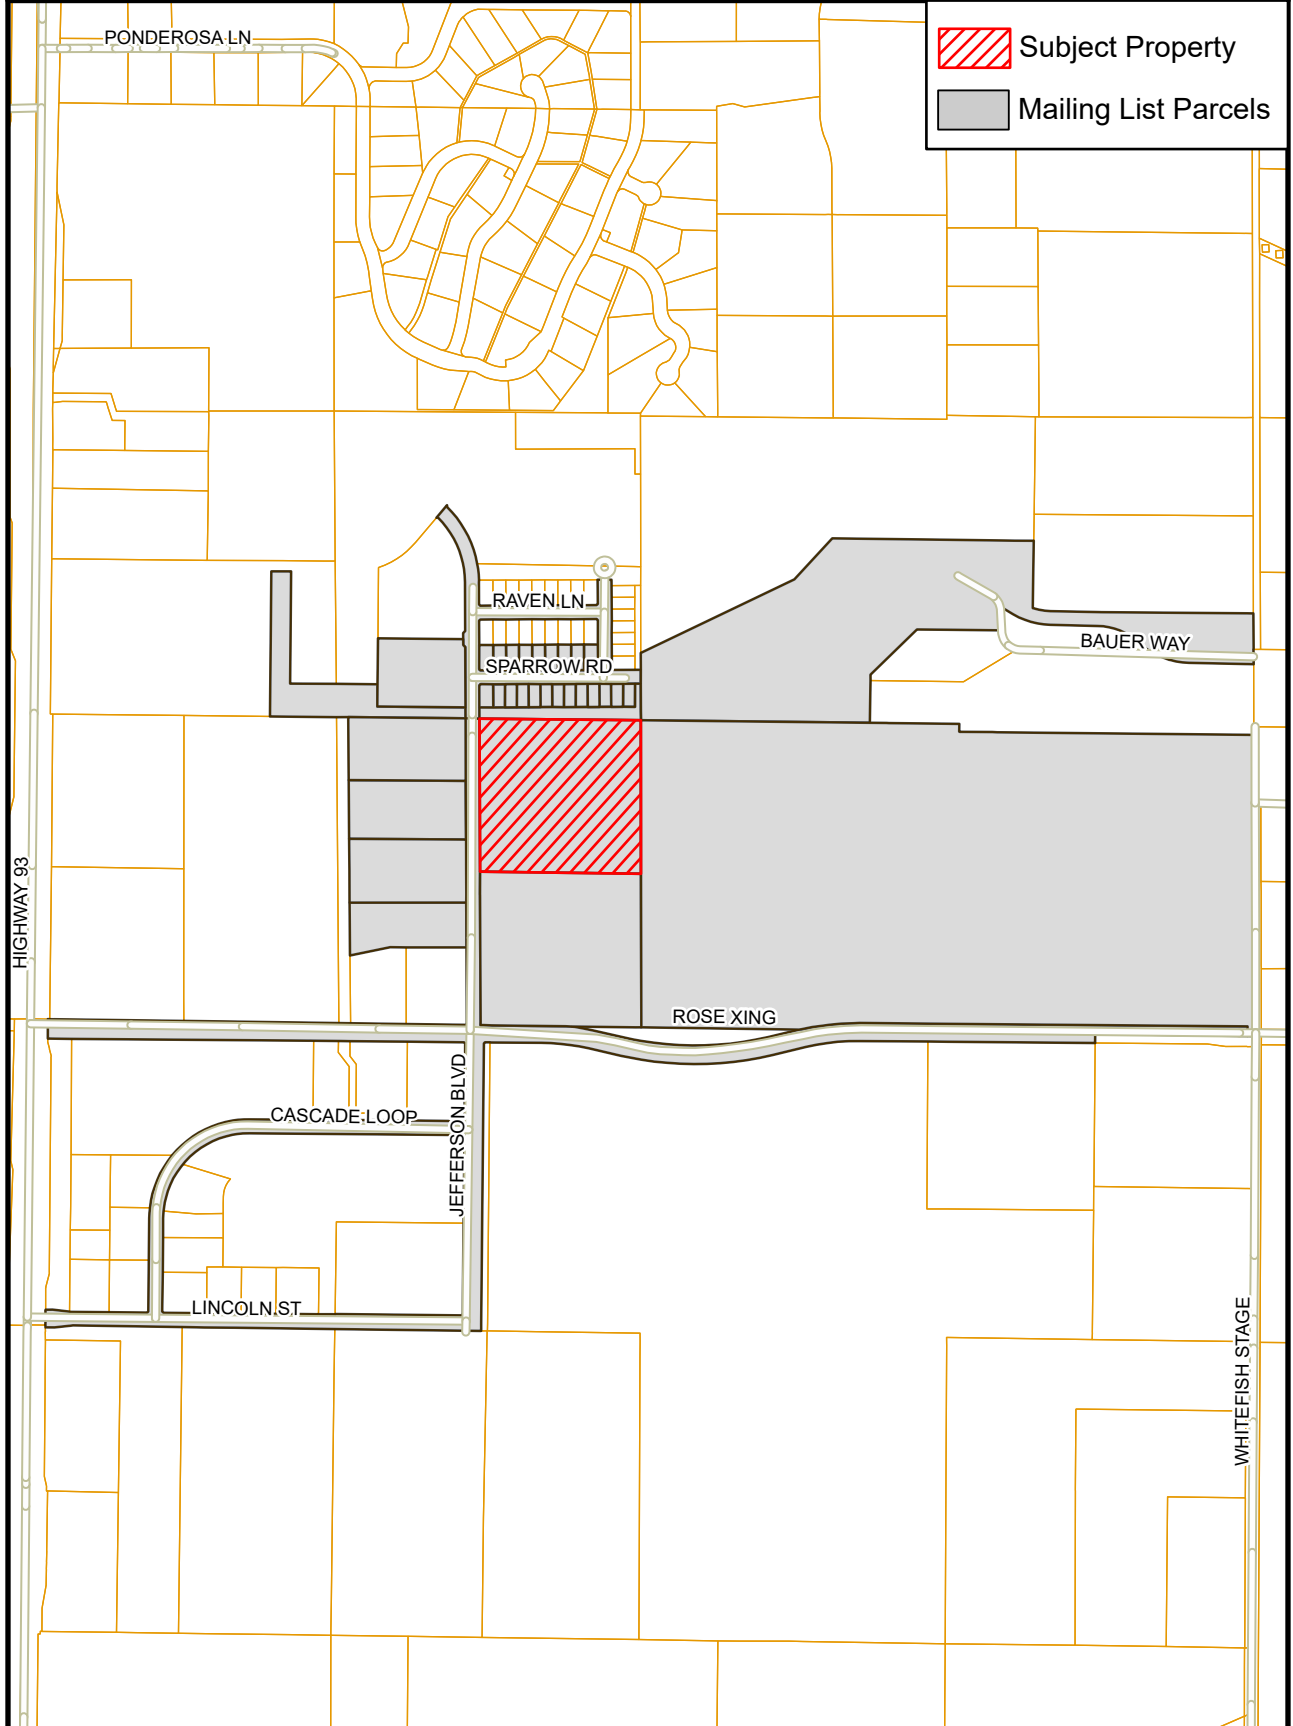 PONDEROSA LN
Subject Property
Mailing List Parcels
RAVEN LN
SPARROW RD
BAUER WAY
HIGHWAY 93
ROSE XING
JEFFERSON BLVD
CASCADE LOOP
LINCOLN ST
WHITEFISH STAGE